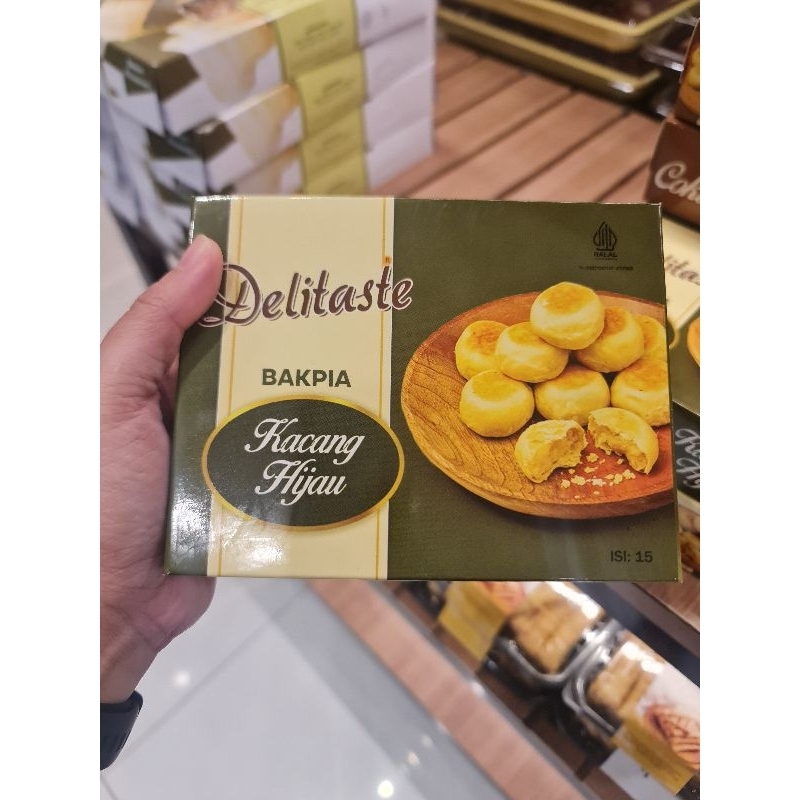 Delitaste
BAKPIA
Kacang
Hijau
HALAL
ISI: 15